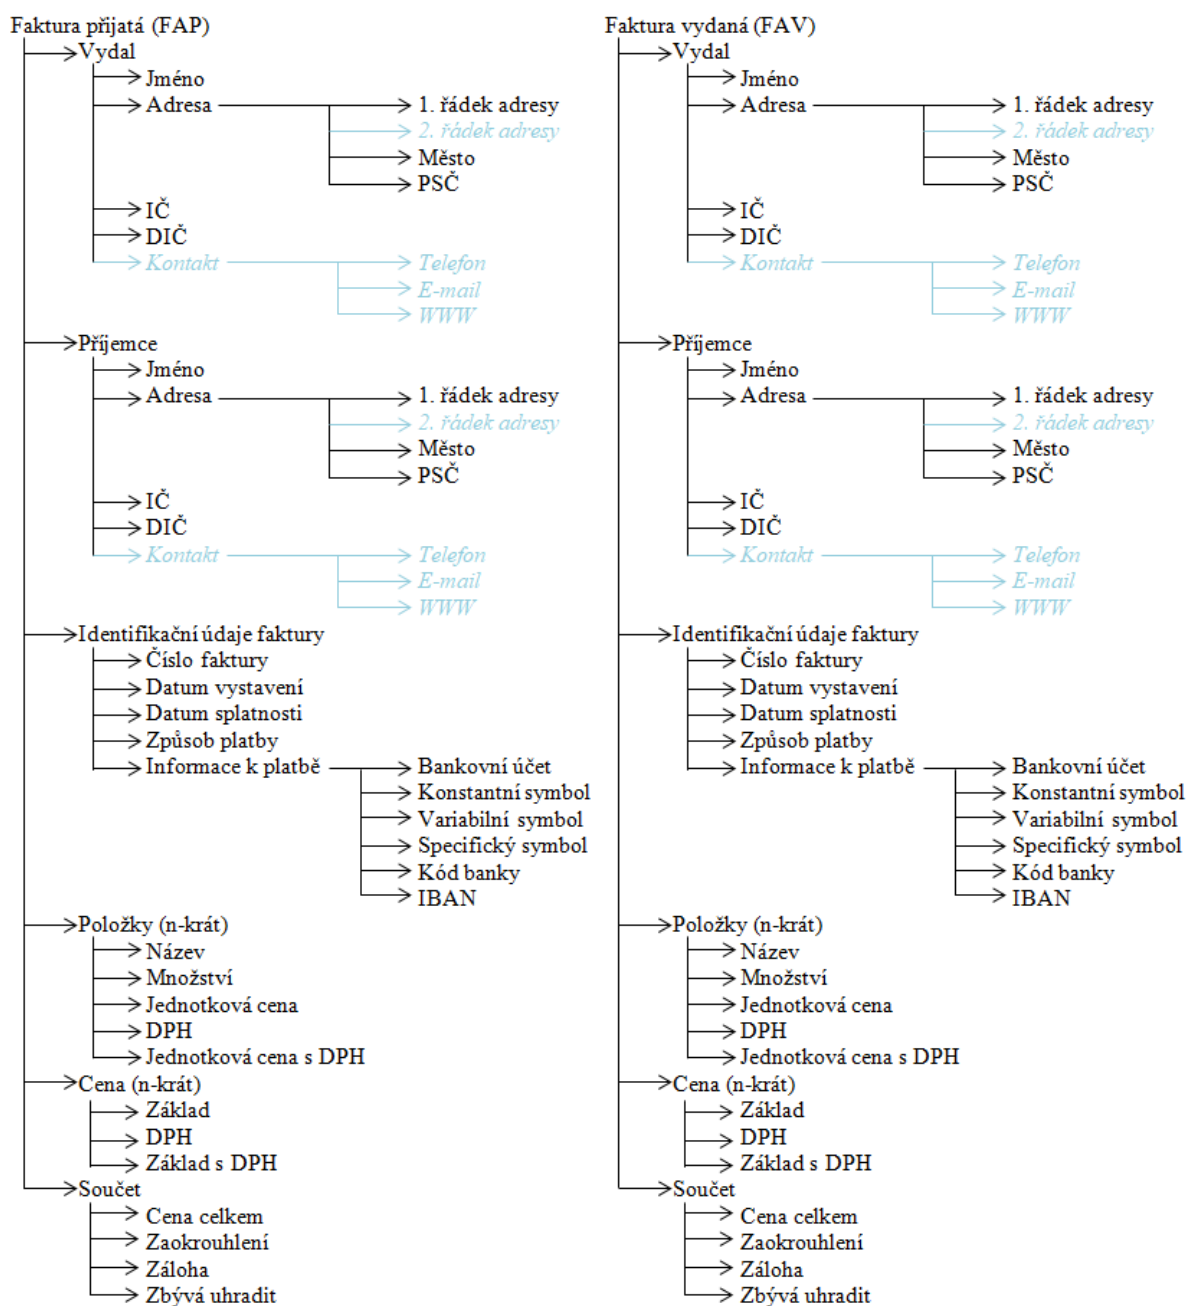 Faktura přijatá (FAP)
Vydal
Jméno
Adresa
1. řádek adresy
2. řádek adresy
Město
PSČ
IČ
DIČ
Kontakt
Telefon
E-mail
WWW
Příjemce
Jméno
Adresa
1. řádek adresy
2. řádek adresy
Město
PSČ
IČ
DIČ
Kontakt
Telefon
E-mail
WWW
Identifikační údaje faktury
Číslo faktury
Datum vystavení
Datum splatnosti
Způsob platby
Informace k platbě
Bankovní účet
Konstantní symbol
Variabilní symbol
Specifický symbol
Kód banky
IBAN
Položky (n-krát)
Název
Množství
Jednotková cena
DPH
Jednotková cena s DPH
Cena (n-krát)
Základ
DPH
Základ s DPH
Součet
Cena celkem
Zaokrouhlení
Záloha
Zbývá uhradit
Faktura vydaná (FAV)
Vydal
Jméno
Adresa
1. řádek adresy
2. řádek adresy
Město
PSČ
IČ
DIČ
Kontakt
Telefon
E-mail
WWW
Příjemce
Jméno
Adresa
1. řádek adresy
2. řádek adresy
Město
PSČ
IČ
DIČ
Kontakt
Telefon
E-mail
WWW
Identifikační údaje faktury
Číslo faktury
Datum vystavení
Datum splatnosti
Způsob platby
Informace k platbě
Bankovní účet
Konstantní symbol
Variabilní symbol
Specifický symbol
Kód banky
IBAN
Položky (n-krát)
Název
Množství
Jednotková cena
DPH
Jednotková cena s DPH
Cena (n-krát)
Základ
DPH
Základ s DPH
Součet
Cena celkem
Zaokrouhlení
Záloha
Zbývá uhradit